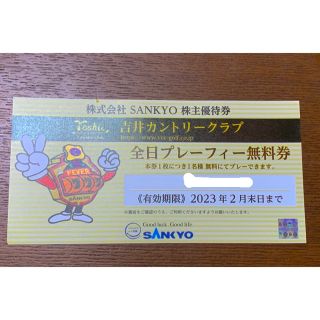 株式会社 SANKYO 株主優待券
Yoshii
吉井カントリークラブ
全日プレーフィー無料券
本券1枚につき1名様 無料にてプレーできます。
FEVER
SANKYO
《有効期限》2023年2月末日まで
Good luck, Good life
SANKYO